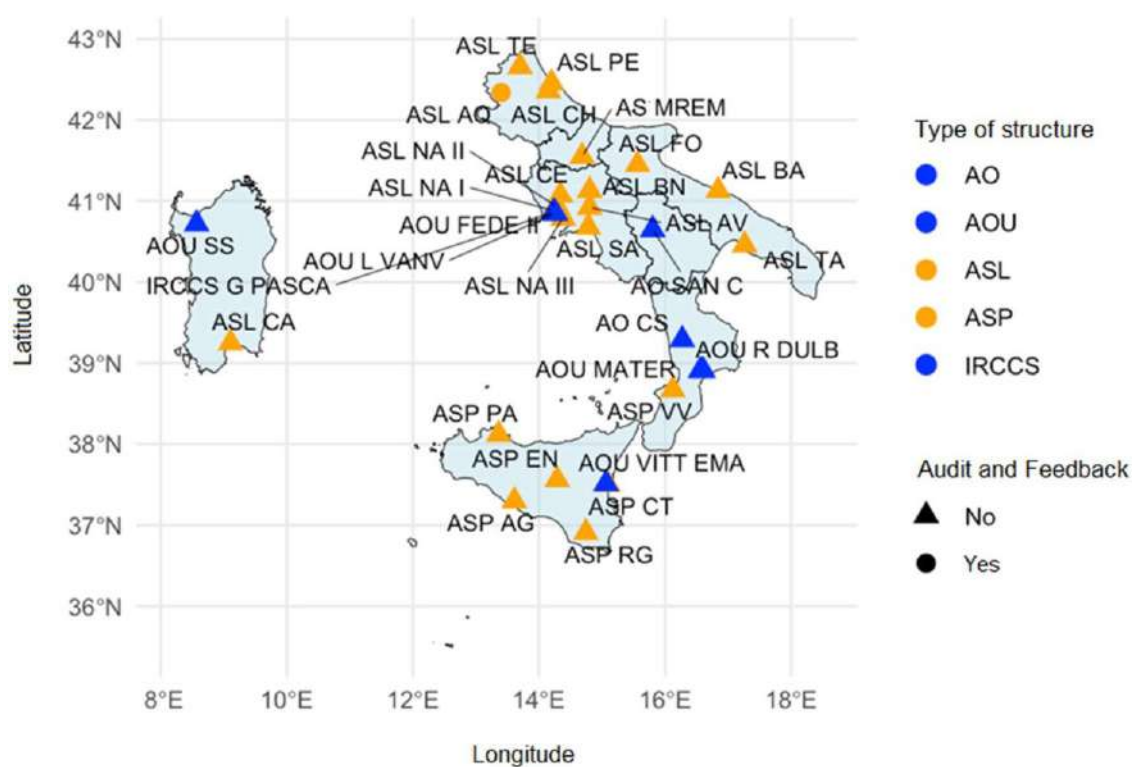 43°N
42°N
41°N
40°N
39°N
38°N
37°N
36°N
Latitude
8°E
10°E
12°E
14°E
16°E
18°E
Longitude
ASL TE
ASL PE
ASL AQ
ASL CH
AS MREM
ASL NA II
ASL FO
ASL CE
ASL BA
ASL NA I
ASL BN
AOU FEDE II
ASL AV
AOU SS
AOU L VANV
ASL SA
ASL TA
IRCCS G PASCA
ASL NA III
AO SAN C
ASL CA
AO CS
AOU R DULB
AOU MATER
ASP PA
ASP VV
ASP EN
AOU VITT EMA
ASP AG
ASP CT
ASP RG
Type of structure
AO
AOU
ASL
ASP
IRCCS
Audit and Feedback
No
Yes